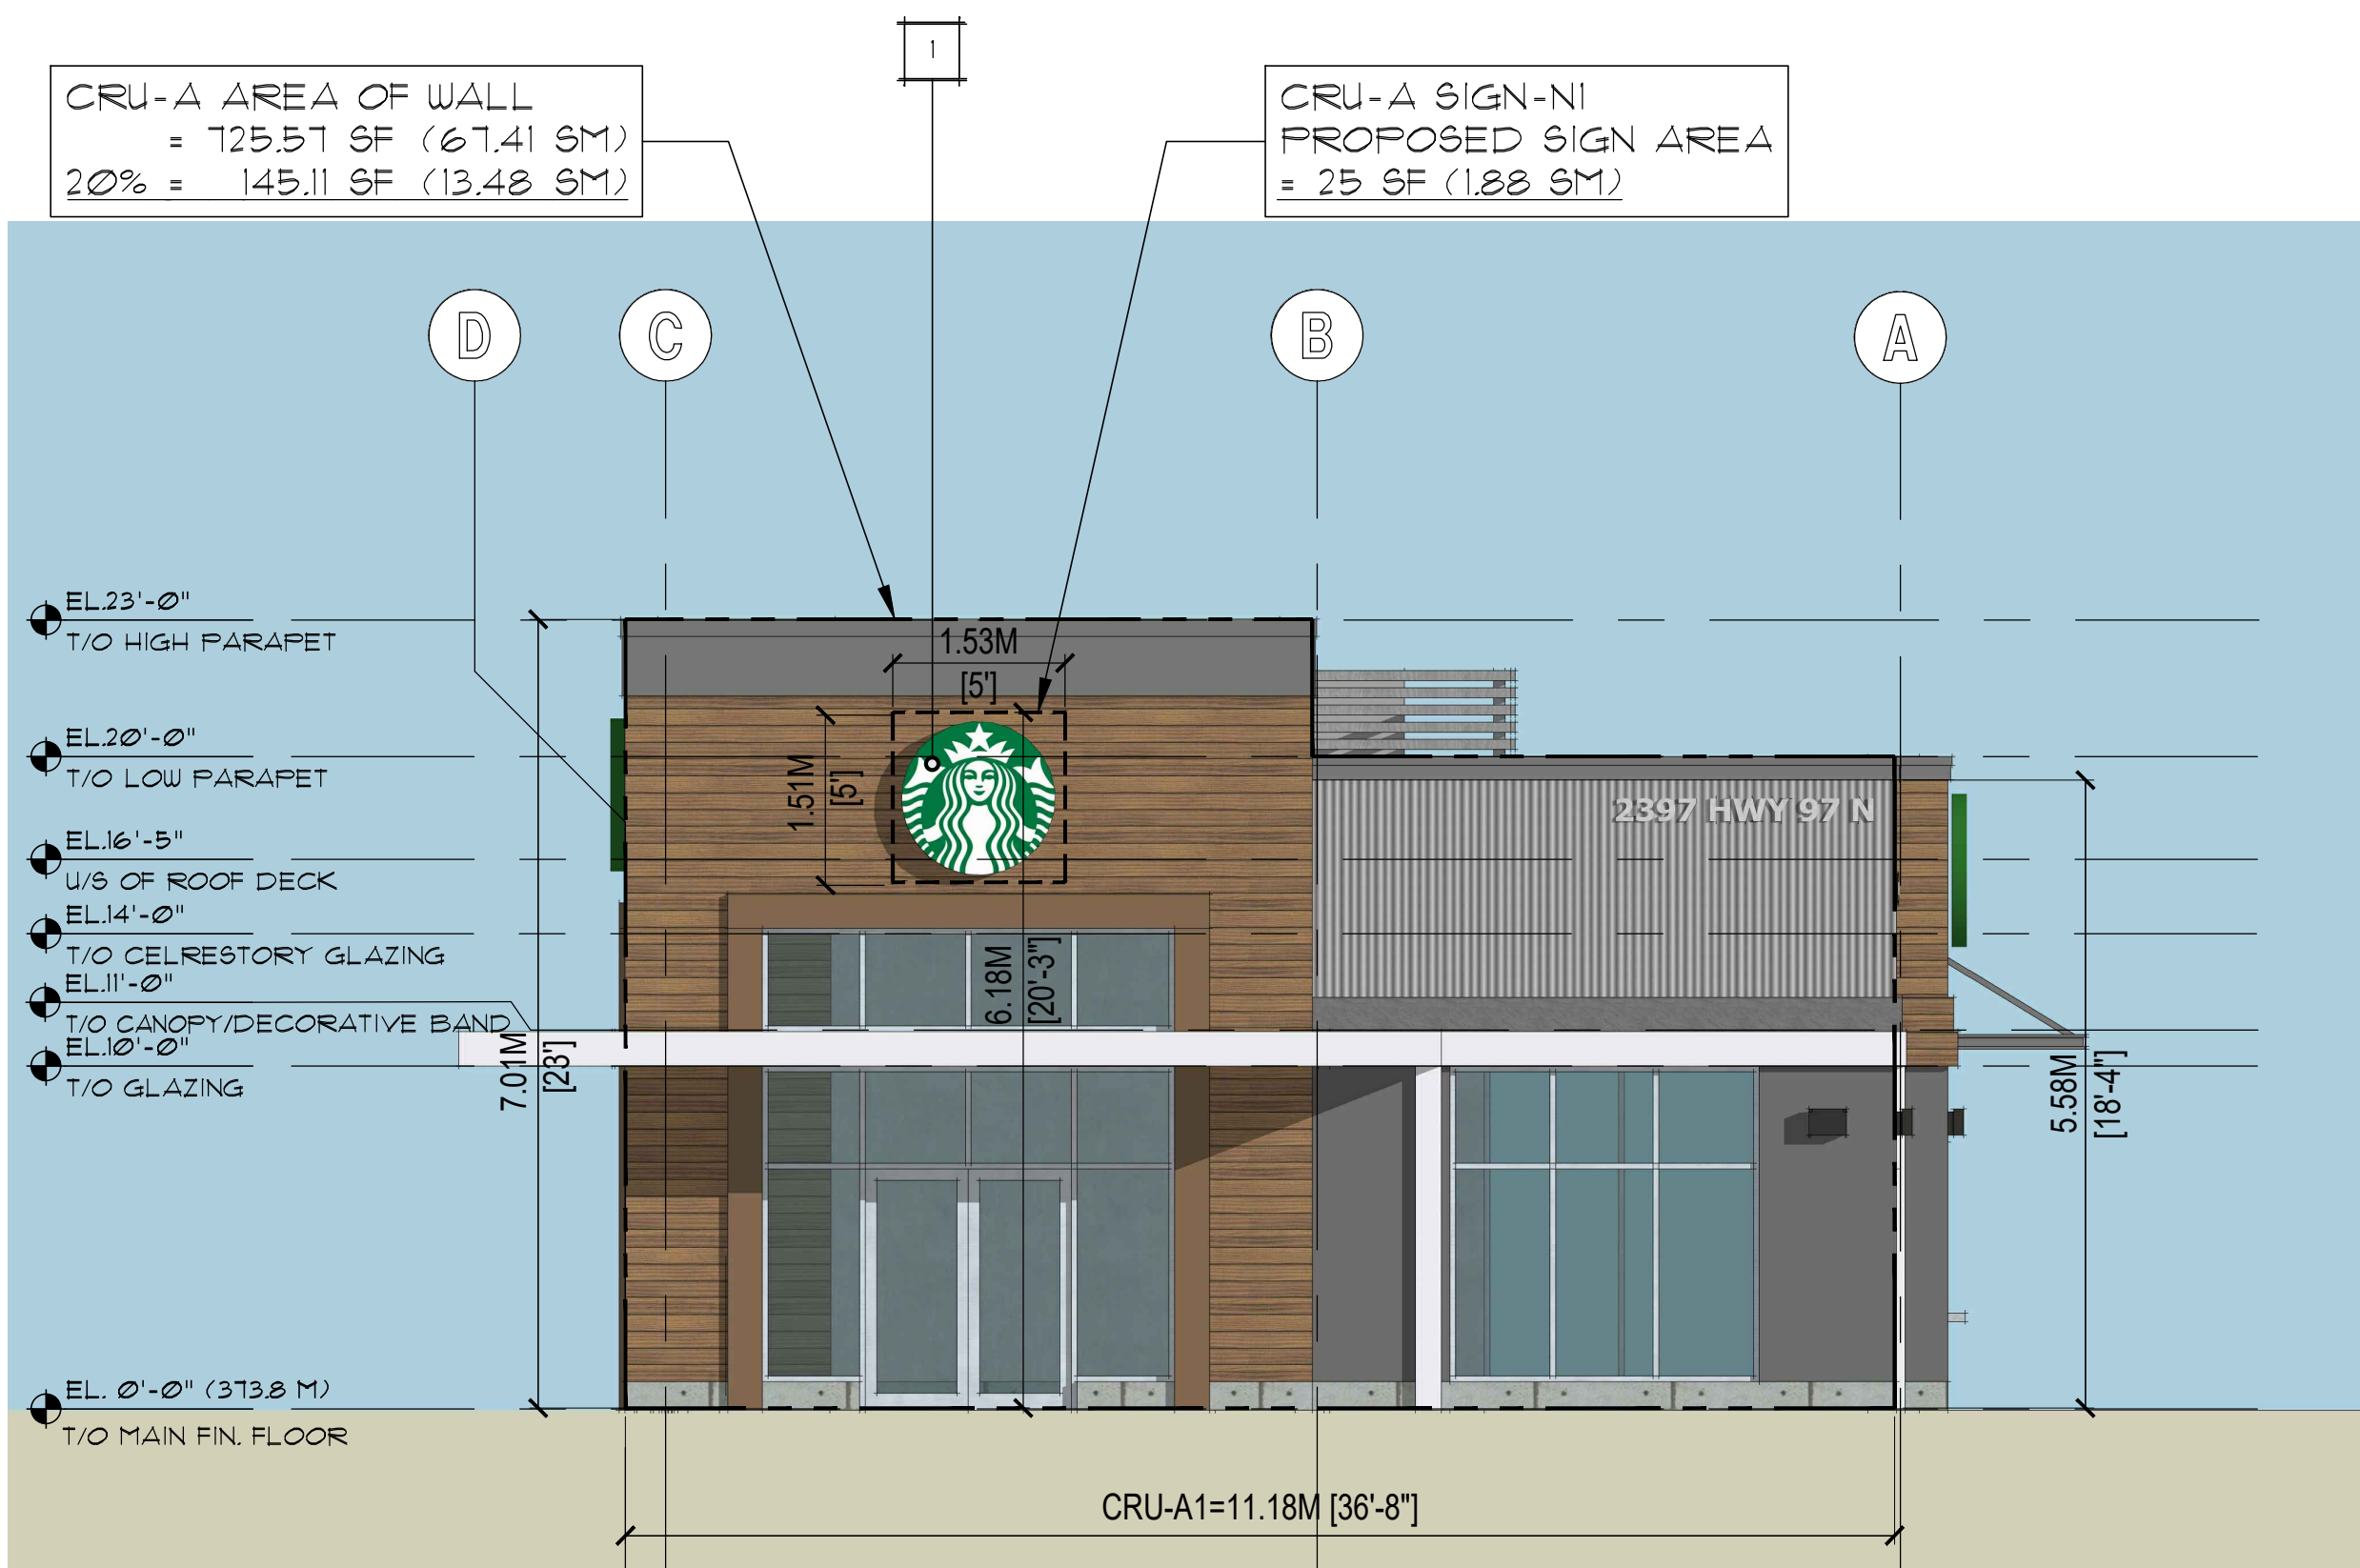 1
CRU-A AREA OF WALL
= 725.57 SF (67.41 SM)
20% = 145.11 SF (13.48 SM)
CRU-A SIGN-N1
PROPOSED SIGN AREA
= 25 SF (1.88 SM)
D
C
B
A
EL.23'-0"
T/O HIGH PARAPET
1.53M
[5']
EL.20'-0"
T/O LOW PARAPET
1.51M
[5']
2397 HWY 97 N
EL.16'-5"
U/S OF ROOF DECK
EL.14'-0"
T/O CELRESTORY GLAZING
EL.11'-0"
T/O CANOPY/DECORATIVE BAND
EL.10'-0"
T/O GLAZING
7.01M
[23']
6.18M
[20'-3"]
5.58M
[18'-4"]
EL. 0'-0" (373.8 M)
T/O MAIN FIN. FLOOR
CRU-A1=11.18M [36'-8"]